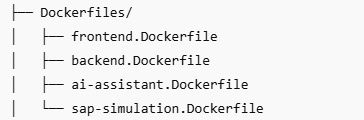 ├── Dockerfiles/
│   ├── frontend.Dockerfile
│   ├── backend.Dockerfile
│   ├── ai-assistant.Dockerfile
│   └── sap-simulation.Dockerfile